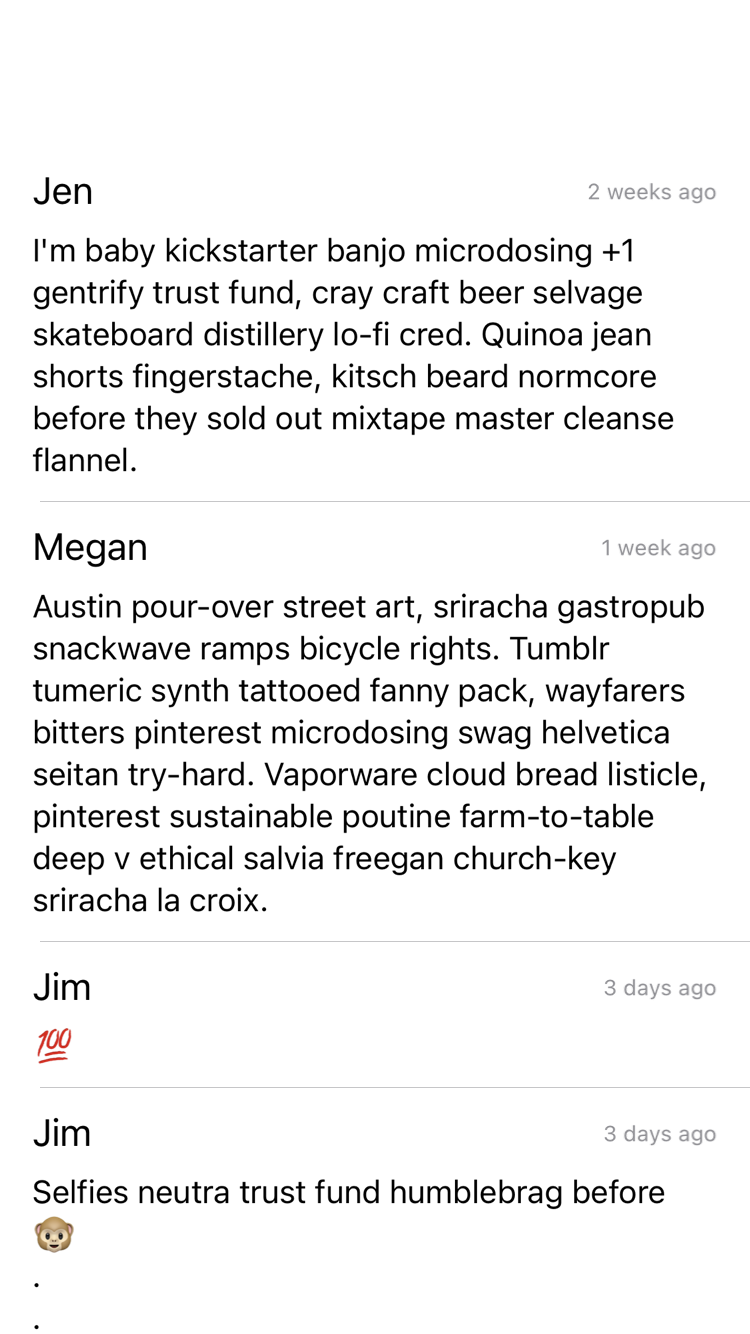 Jen
2 weeks ago
I'm baby kickstarter banjo microdosing +1
gentrify trust fund, cray craft beer selvage
skateboard distillery lo-fi cred. Quinoa jean
shorts fingerstache, kitsch beard normcore
before they sold out mixtape master cleanse
flannel.
Megan
1 week ago
Austin pour-over street art, sriracha gastropub
snackwave ramps bicycle rights. Tumblr
tumeric synth tattooed fanny pack, wayfarers
bitters pinterest microdosing swag helvetica
seitan try-hard. Vaporware cloud bread listicle,
pinterest sustainable poutine farm-to-table
deep v ethical salvia freegan church-key
sriracha la croix.
Jim
3 days ago
💯
Jim
3 days ago
Selfies neutra trust fund humblebrag before
🐵
.
.